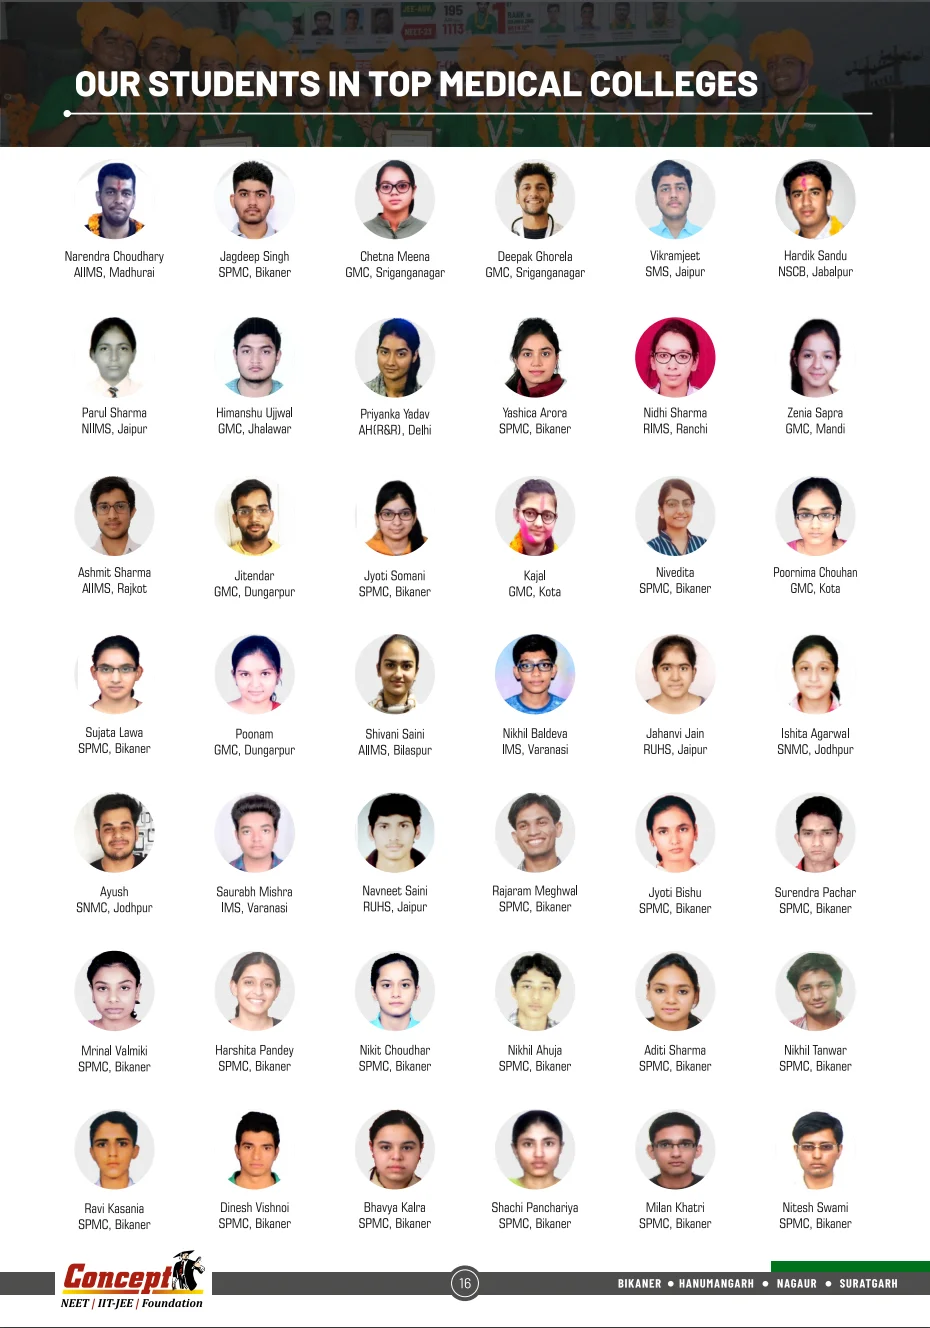 JEE-ADV 185
NEET-UG 1113
OUR STUDENTS IN TOP MEDICAL COLLEGES
Narendra Choudhary
AIIMS, Madhurai
Jagdeep Singh
SPMC, Bikaner
Chetna Meena
GMC, Sriganganagar
Deepak Ghorela
GMC, Sriganganagar
Vikramjeet
SMS, Jaipur
Hardik Sandu
NSCB, Jabalpur
Parul Sharma
NIIMS, Jaipur
Himanshu Ujjwal
GMC, Jhalawar
Priyanka Yadav
AH(R&R), Delhi
Yashica Arora
SPMC, Bikaner
Nidhi Sharma
RIMS, Ranchi
Zenia Sapra
GMC, Mandi
Ashmit Sharma
AIIMS, Rajkot
Jitendar
GMC, Dungarpur
Jyoti Somani
SPMC, Bikaner
Kajal
GMC, Kota
Nivedita
SPMC, Bikaner
Poornima Chouhan
GMC, Kota
Sujata Lawa
SPMC, Bikaner
Poonam
GMC, Dungarpur
Shivani Saini
AIIMS, Bilaspur
Nikhil Baldeva
IMS, Varanasi
Jahanvi Jain
RUHS, Jaipur
Ishita Agarwal
SNMC, Jodhpur
Ayush
SNMC, Jodhpur
Saurabh Mishra
IMS, Varanasi
Navneet Saini
RUHS, Jaipur
Rajaram Meghwal
SPMC, Bikaner
Jyoti Bishu
SPMC, Bikaner
Surendra Pachar
SPMC, Bikaner
Mrinal Valmiki
SPMC, Bikaner
Harshita Pandey
SPMC, Bikaner
Nikit Choudhar
SPMC, Bikaner
Nikhil Ahuja
SPMC, Bikaner
Aditi Sharma
SPMC, Bikaner
Nikhil Tanwar
SPMC, Bikaner
Ravi Kasania
SPMC, Bikaner
Dinesh Vishnoi
SPMC, Bikaner
Bhavya Kalra
SPMC, Bikaner
Shachi Panchariya
SPMC, Bikaner
Milan Khatri
SPMC, Bikaner
Nitesh Swami
SPMC, Bikaner
Concept
NEET | IIT-JEE | Foundation
16
BIKANER ● HANUMANGARH ● NAGAUR ● SURATGARH